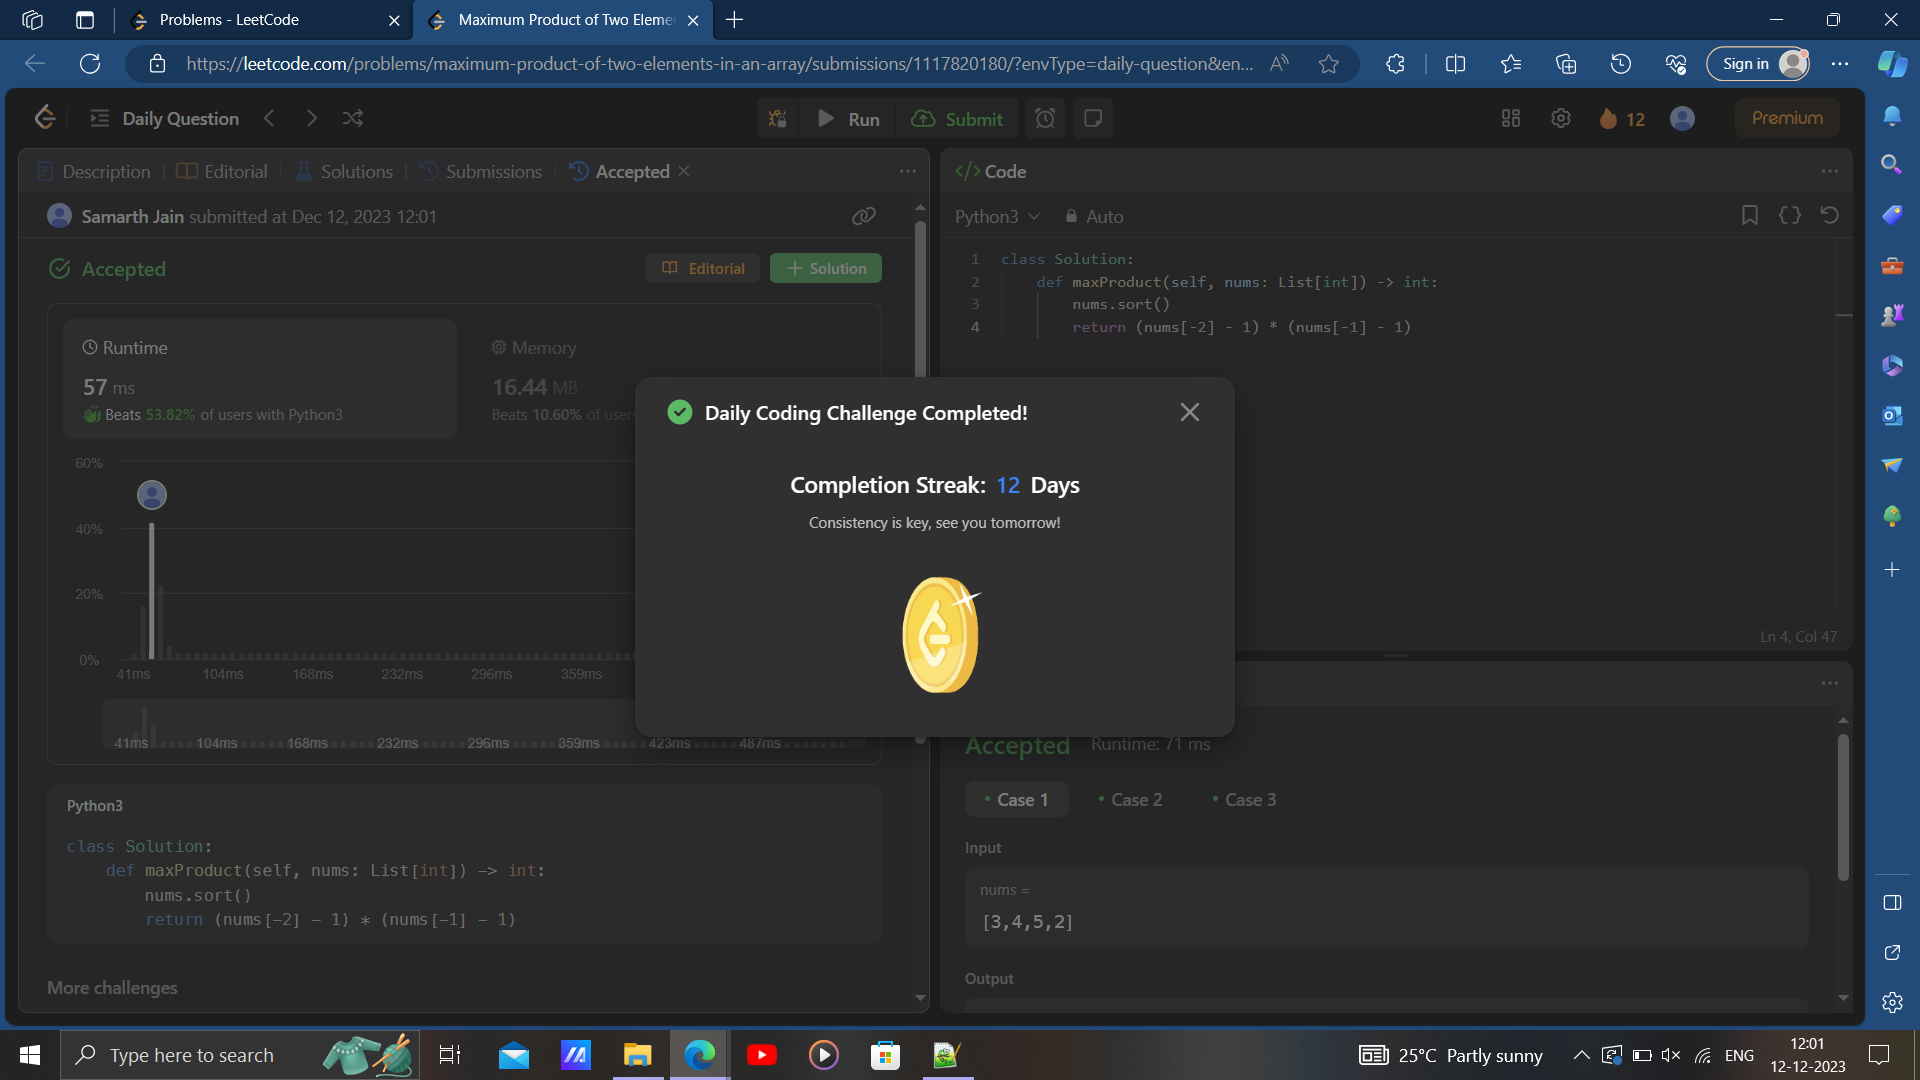 Problems - LeetCode
Maximum Product of Two Eleme
https://leetcode.com/problems/maximum-product-of-two-elements-in-an-array/submissions/1117820180/?envType=daily-question&en...
Sign in
Daily Question
Run
Submit
12
Premium
Description
Editorial
Solutions
Submissions
Accepted
Samarth Jain submitted at Dec 12, 2023 12:01
Accepted
Editorial
Solution
Runtime
57 ms
Beats 53.82% of users with Python3
Memory
16.44 MB
Beats 10.60% of users
60%
40%
20%
0%
41ms 104ms 168ms 232ms 296ms 359ms
41ms 104ms 168ms 232ms 296ms 359ms 423ms 487ms
Python3
class Solution:
def maxProduct(self, nums: List[int]) -> int:
nums.sort()
return (nums[-2] - 1) * (nums[-1] - 1)
More challenges
</> Code
Python3
Auto
1 class Solution:
2 def maxProduct(self, nums: List[int]) -> int:
3 nums.sort()
4 return (nums[-2] - 1) * (nums[-1] - 1)
Ln 4, Col 47
Daily Coding Challenge Completed!
Completion Streak: 12 Days
Consistency is key, see you tomorrow!
Accepted Runtime: 71 ms
Case 1
Case 2
Case 3
Input
nums =
[3,4,5,2]
Output
Type here to search
25°C Partly sunny
ENG
12:01
12-12-2023